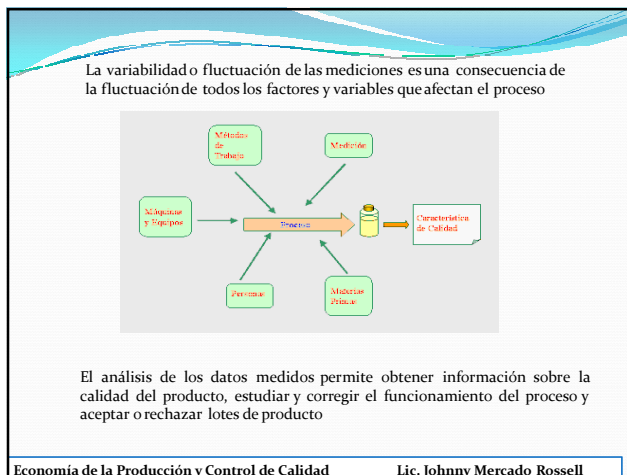 La variabilidad o fluctuación de las mediciones es una consecuencia de
la fluctuación de todos los factores y variables que afectan el proceso
Métodos
de
Trabajo
Medición
Máquinas
y Equipos
Proceso
Característica
de Calidad
Personas
Materias
Primas
El análisis de los datos medidos permite obtener información sobre la
calidad del producto, estudiar y corregir el funcionamiento del proceso y
aceptar o rechazar lotes de producto
Economía de la Producción y Control de Calidad Lic. Johnny Mercado Rossell